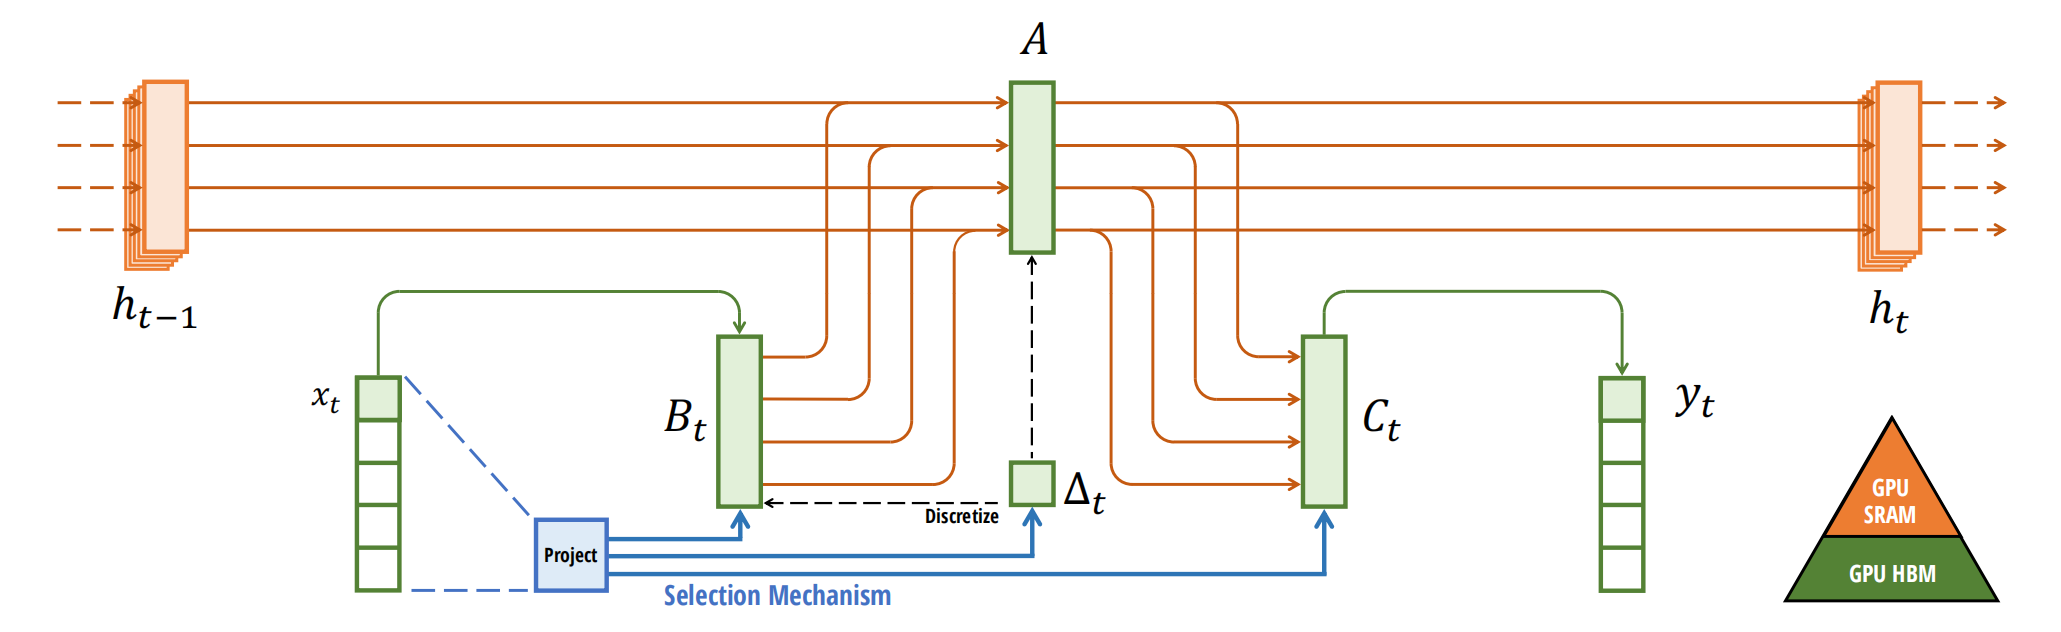 A
h_{t-1}
h_t
x_t
B_t
Δ_t
C_t
y_t
Discretize
Project
Selection Mechanism
GPU
SRAM
GPU HBM